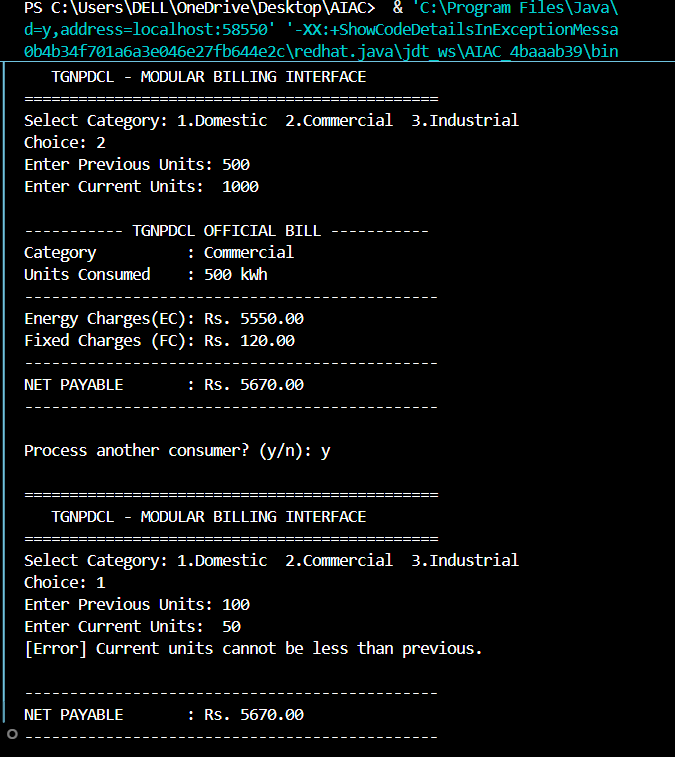 PS C:\Users\DELL\OneDrive\Desktop\AIAC>  & 'C:\Program Files\Java\
d=y,address=localhost:58550' '-XX:+ShowCodeDetailsInExceptionMessa
0b4b34f701a6a3e046e27fb644e2c\redhat.java\jdt_ws\AIAC_4baaab39\bin
TGNPDCL - MODULAR BILLING INTERFACE
==============================================
Select Category: 1.Domestic  2.Commercial  3.Industrial
Choice: 2
Enter Previous Units: 500
Enter Current Units:  1000
----------- TGNPDCL OFFICIAL BILL -----------
Category          : Commercial
Units Consumed    : 500 kWh
----------------------------------------------
Energy Charges(EC): Rs. 5550.00
Fixed Charges (FC): Rs. 120.00
----------------------------------------------
NET PAYABLE       : Rs. 5670.00
----------------------------------------------
Process another consumer? (y/n): y
==============================================
TGNPDCL - MODULAR BILLING INTERFACE
==============================================
Select Category: 1.Domestic  2.Commercial  3.Industrial
Choice: 1
Enter Previous Units: 100
Enter Current Units:  50
[Error] Current units cannot be less than previous.
----------------------------------------------
NET PAYABLE       : Rs. 5670.00
----------------------------------------------